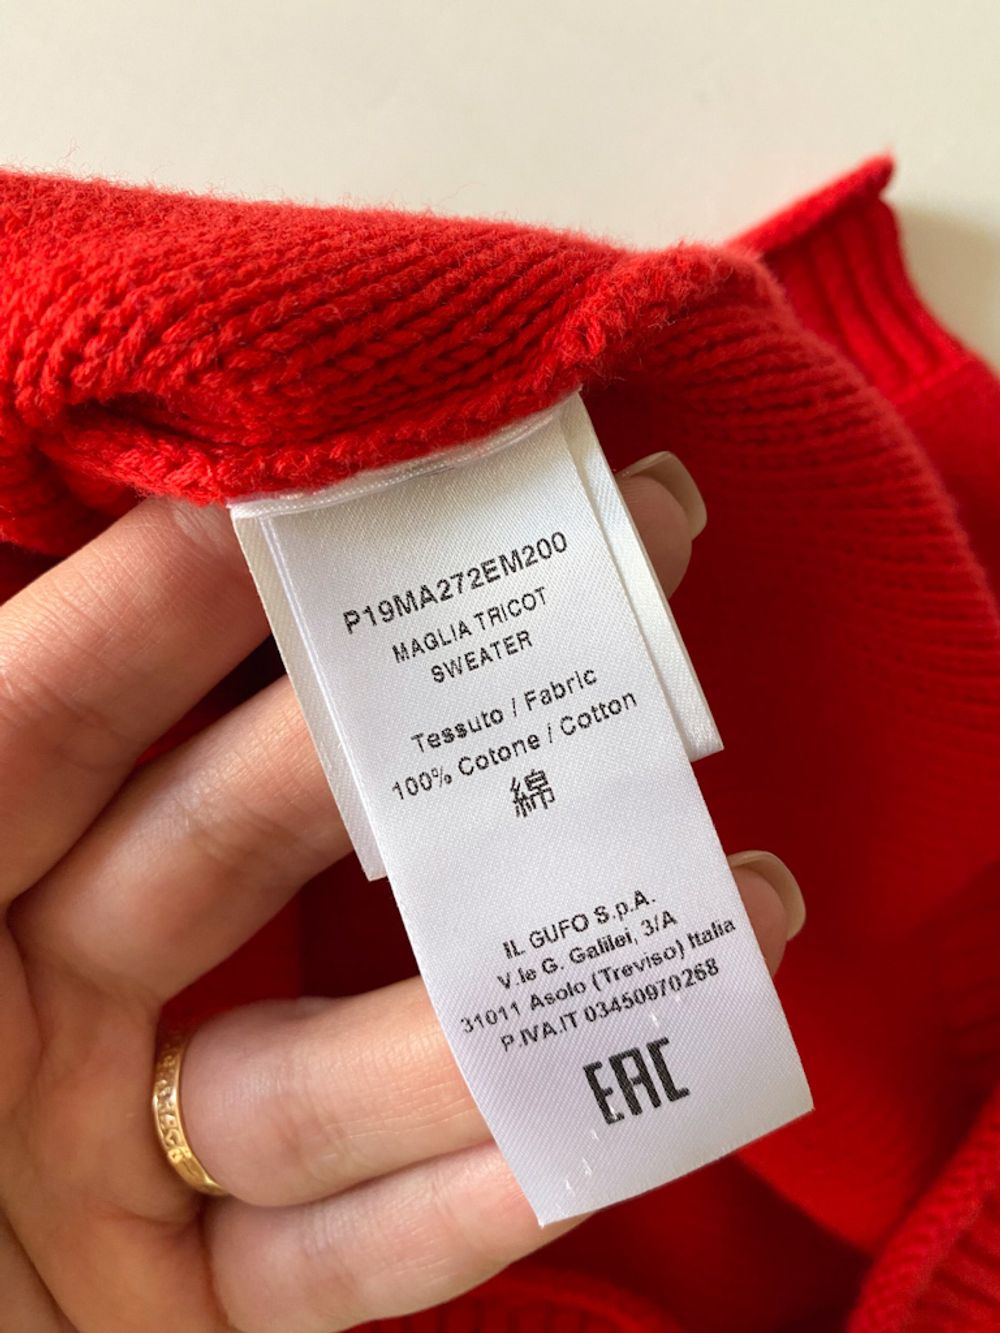 P19MA272EM200
MAGLIA TRICOT
SWEATER
Tessuto / Fabric
100% Cotone / Cotton
綿
IL GUFO S.p.A.
V.le G. Galilei, 3/A
31011 Asolo (Treviso) Italia
P.IVA.IT 03450970268
EAC